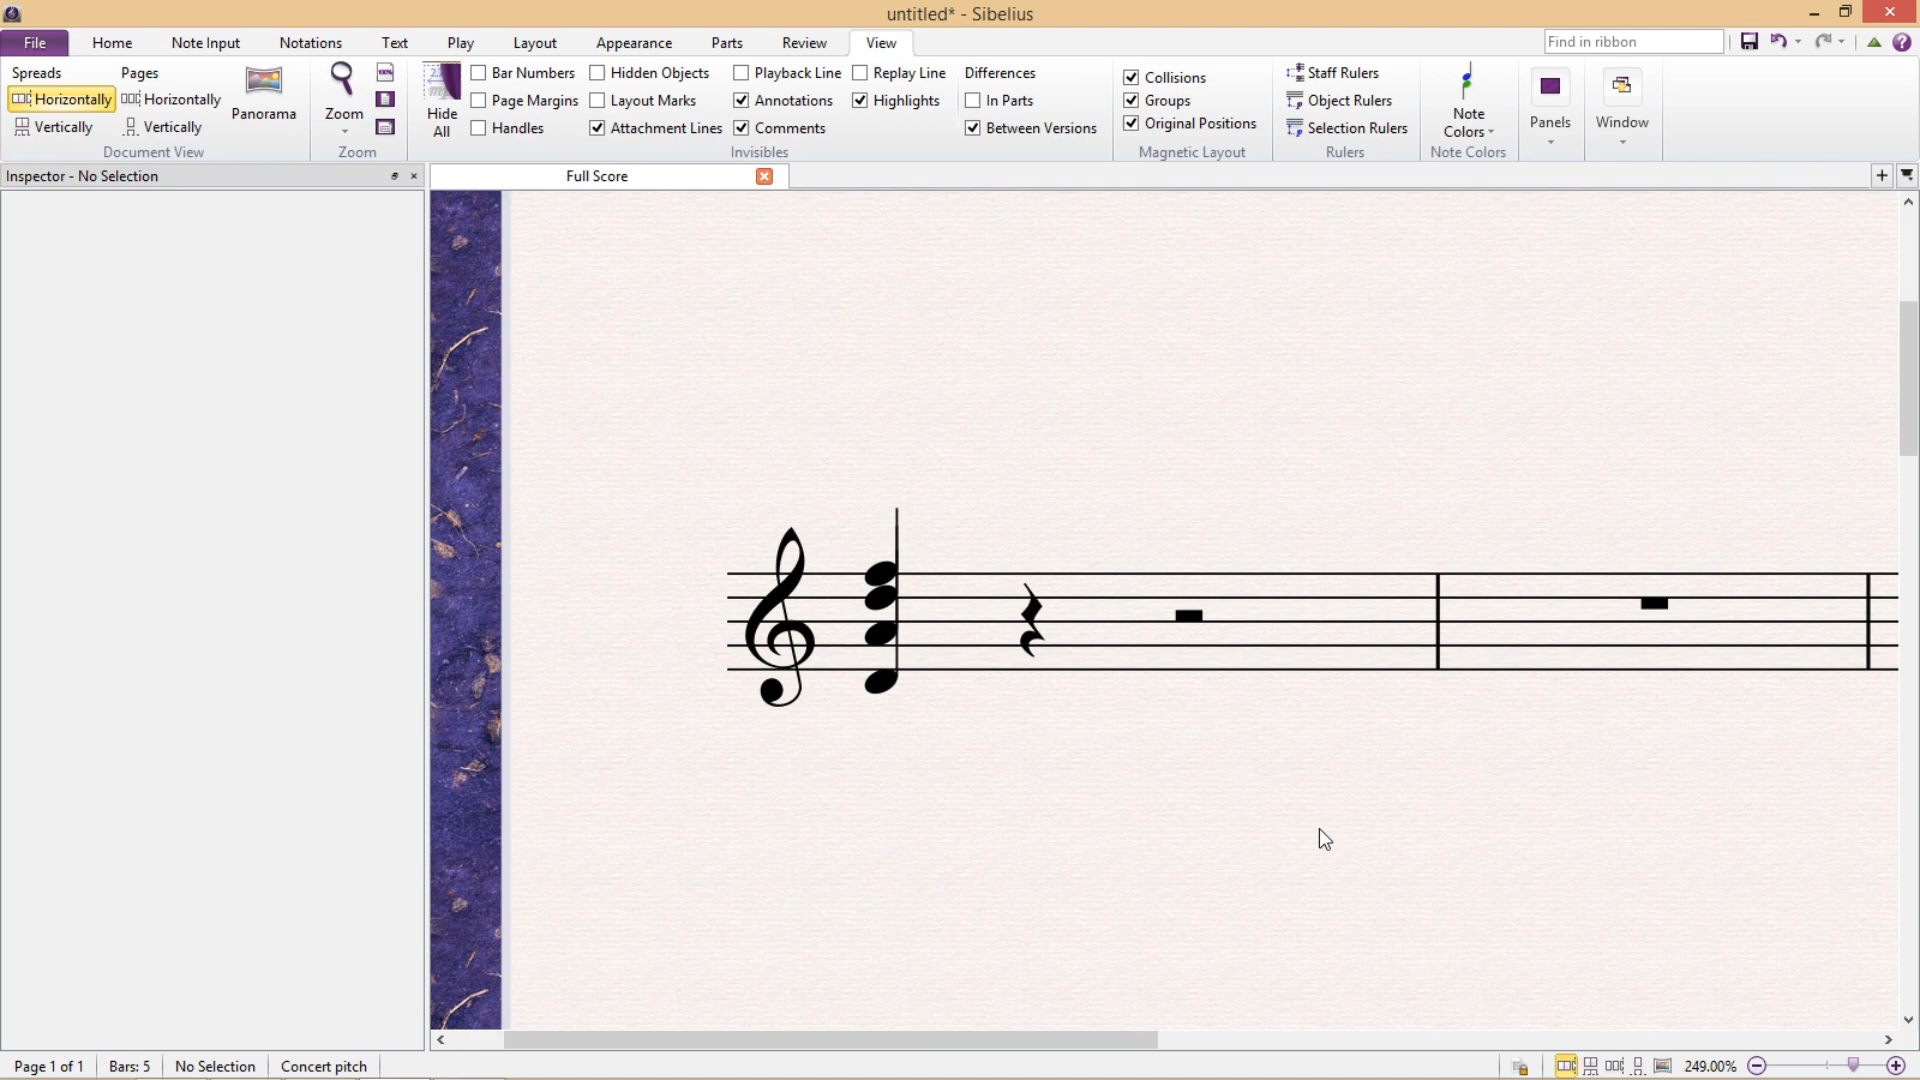 untitled* - Sibelius
File Home Note Input Notations Text Play Layout Appearance Parts Review View Find in ribbon
Spreads Pages
Horizontally Horizontally Panorama
Vertically Vertically
Document View
Zoom
100%
Zoom
Hide All
Bar Numbers Hidden Objects Playback Line Replay Line Differences
Page Margins Layout Marks Annotations Highlights In Parts
Handles Attachment Lines Comments Between Versions
Invisibles
Collisions
Groups
Original Positions
Magnetic Layout
Staff Rulers
Object Rulers
Selection Rulers
Rulers
Note
Colors
Note Colors
Panels
Window
Inspector - No Selection
Full Score
Page 1 of 1 Bars: 5 No Selection Concert pitch 249.00%